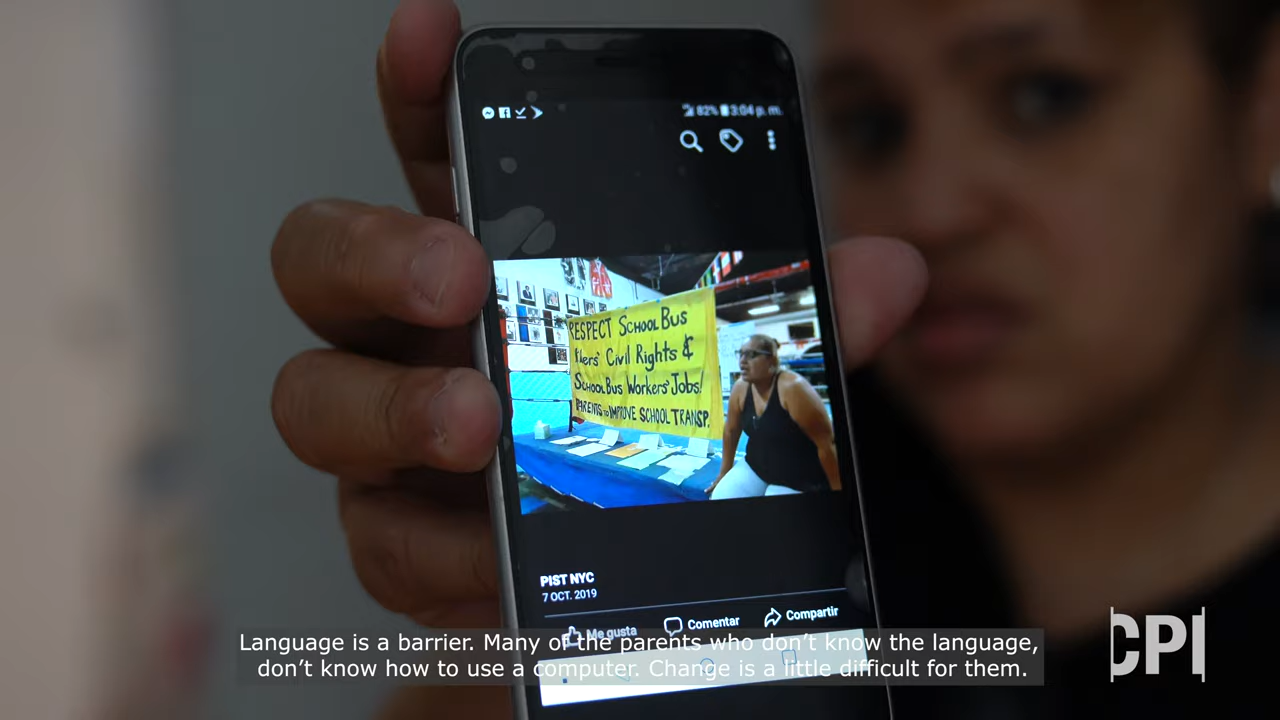 82% 3:04 p. m.
RESPECT SCHOOL BUS
Riders' Civil Rights &
SCHOOL BUS WORKERS' JOBS!
PARENTS TO IMPROVE SCHOOL TRANSP.
PIST NYC
7 OCT. 2019
Me gusta
Comentar
Compartir
Language is a barrier. Many of the parents who don't know the language,
don't know how to use a computer. Change is a little difficult for them.
CPI